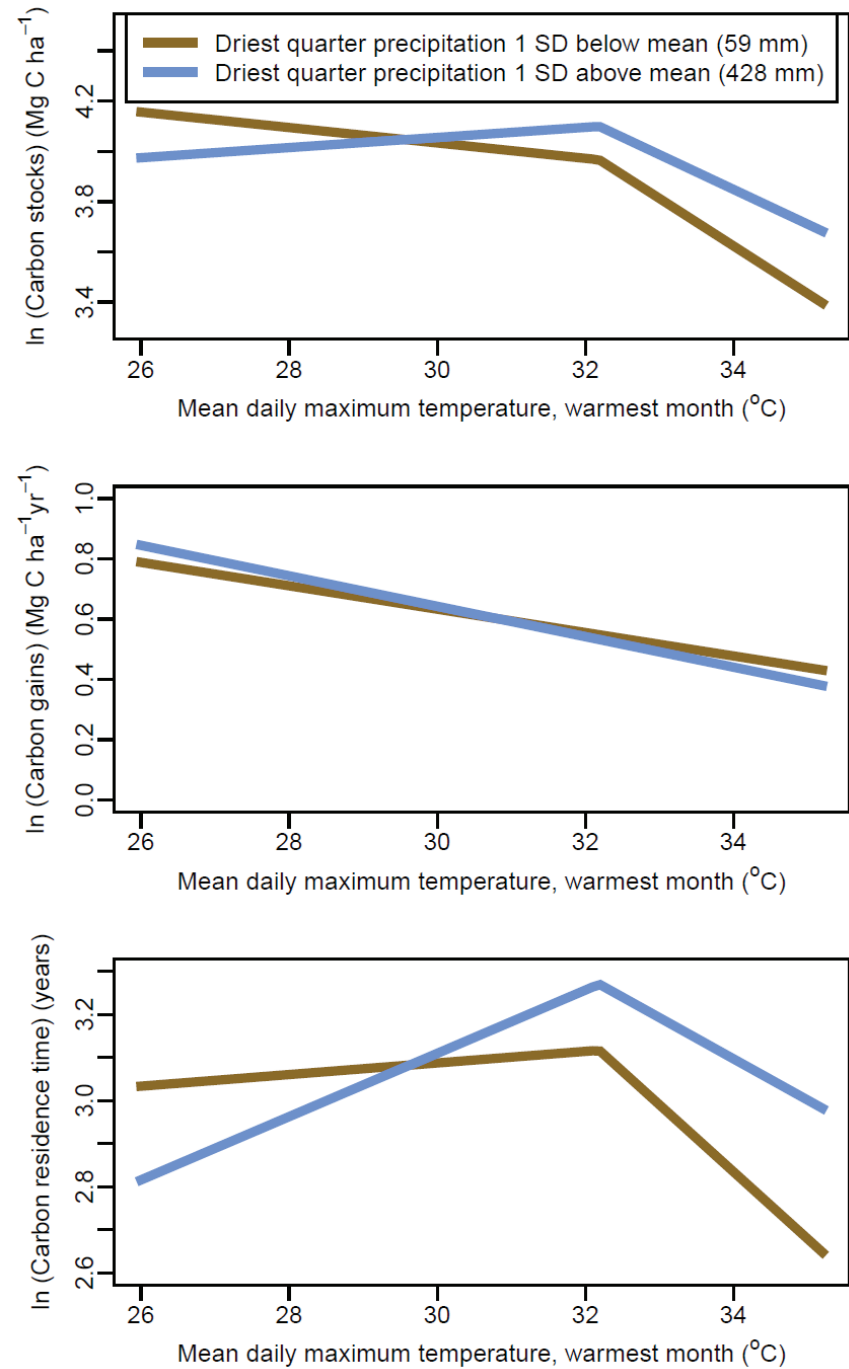 Driest quarter precipitation 1 SD below mean (59 mm)
Driest quarter precipitation 1 SD above mean (428 mm)
ln (Carbon stocks) (Mg C ha⁻¹)
4.2
3.8
3.4
26 28 30 32 34
Mean daily maximum temperature, warmest month (°C)
ln (Carbon gains) (Mg C ha⁻¹yr⁻¹)
1.0
0.8
0.6
0.4
0.2
0.0
26 28 30 32 34
Mean daily maximum temperature, warmest month (°C)
ln (Carbon residence time) (years)
3.2
3.0
2.8
2.6
26 28 30 32 34
Mean daily maximum temperature, warmest month (°C)